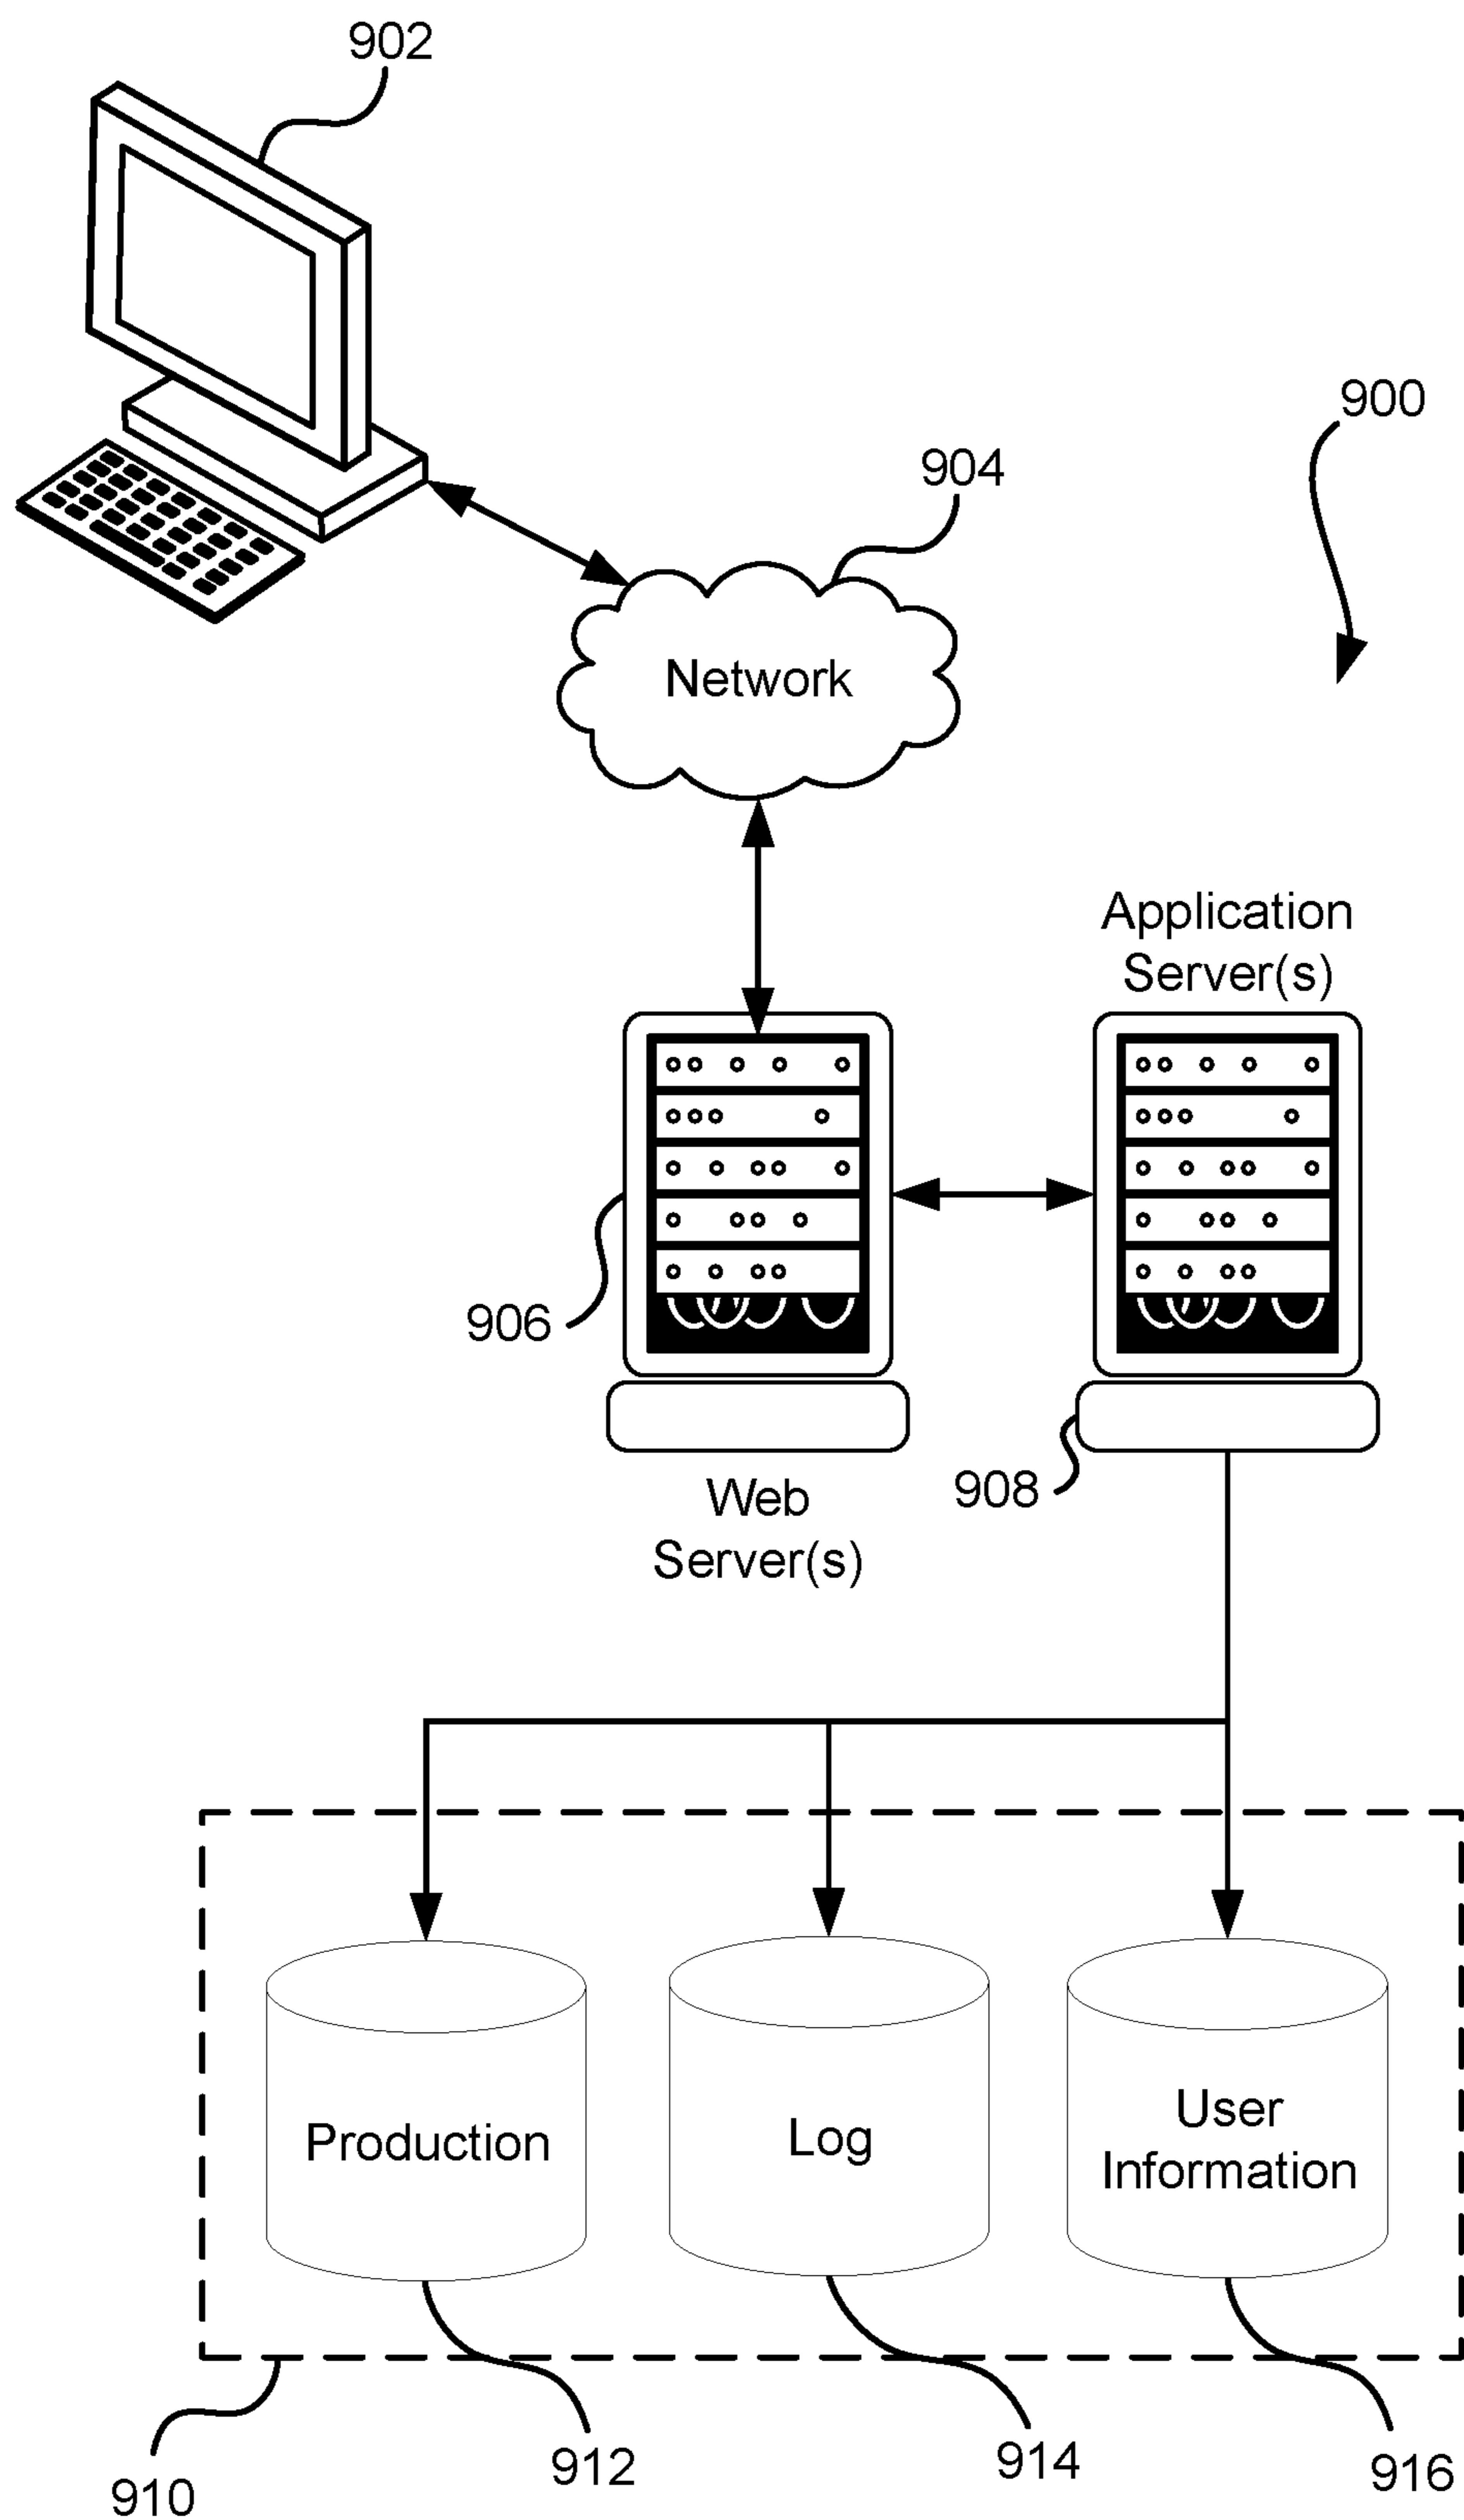 902
900
904
Network
Application
Server(s)
906
908
Web
Server(s)
Production
Log
User
Information
910
912
914
916